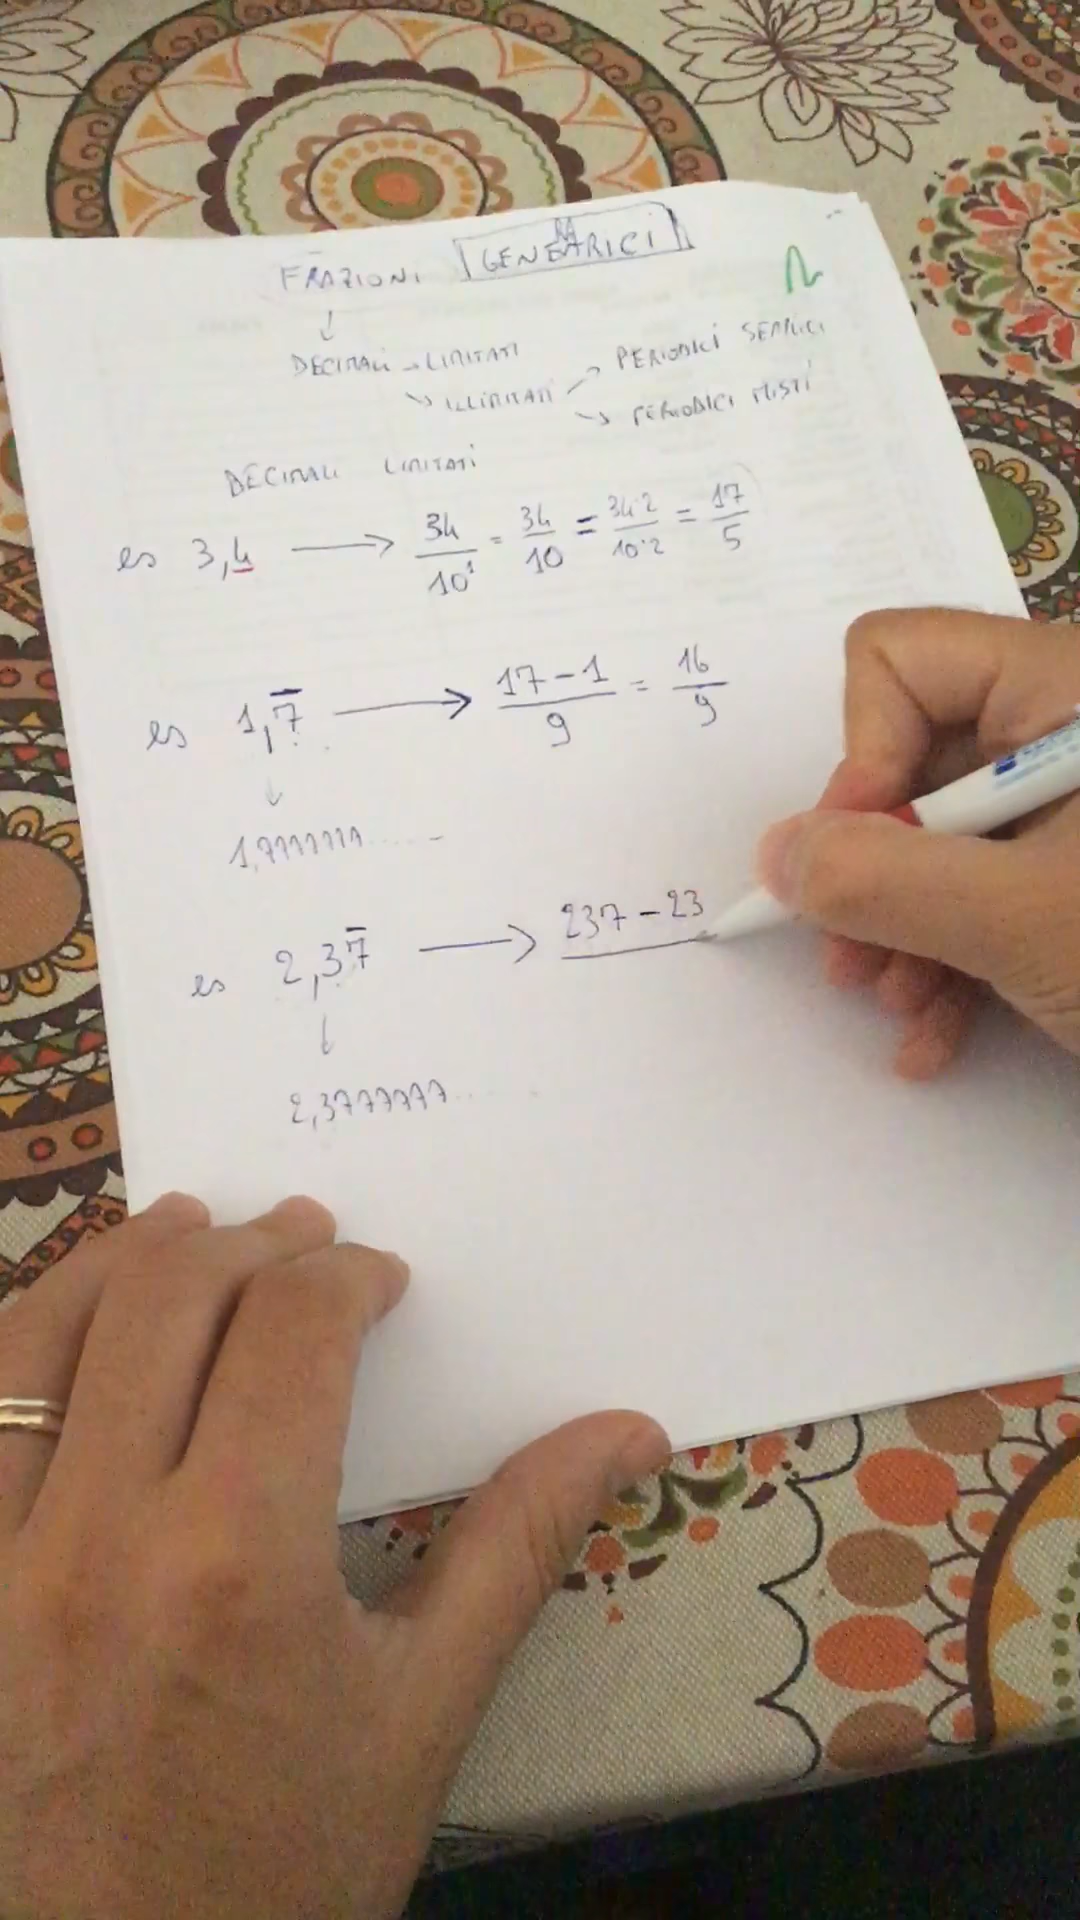 FRAZIONI GENERATRICI
↓
DECIMALI → LIMITATI
↘ ILLIMITATI ↗ PERIODICI SEMPLICI
↘ PERIODICI MISTI
DECIMALI LIMITATI
es 3,4 → 34/10¹ = 34/10 = 34:2/10:2 = 17/5
es 1,7̅ → 17-1/9 = 16/9
↓
1,7777777.....
es 2,37̅ → 237-23
↓
2,3777777.....